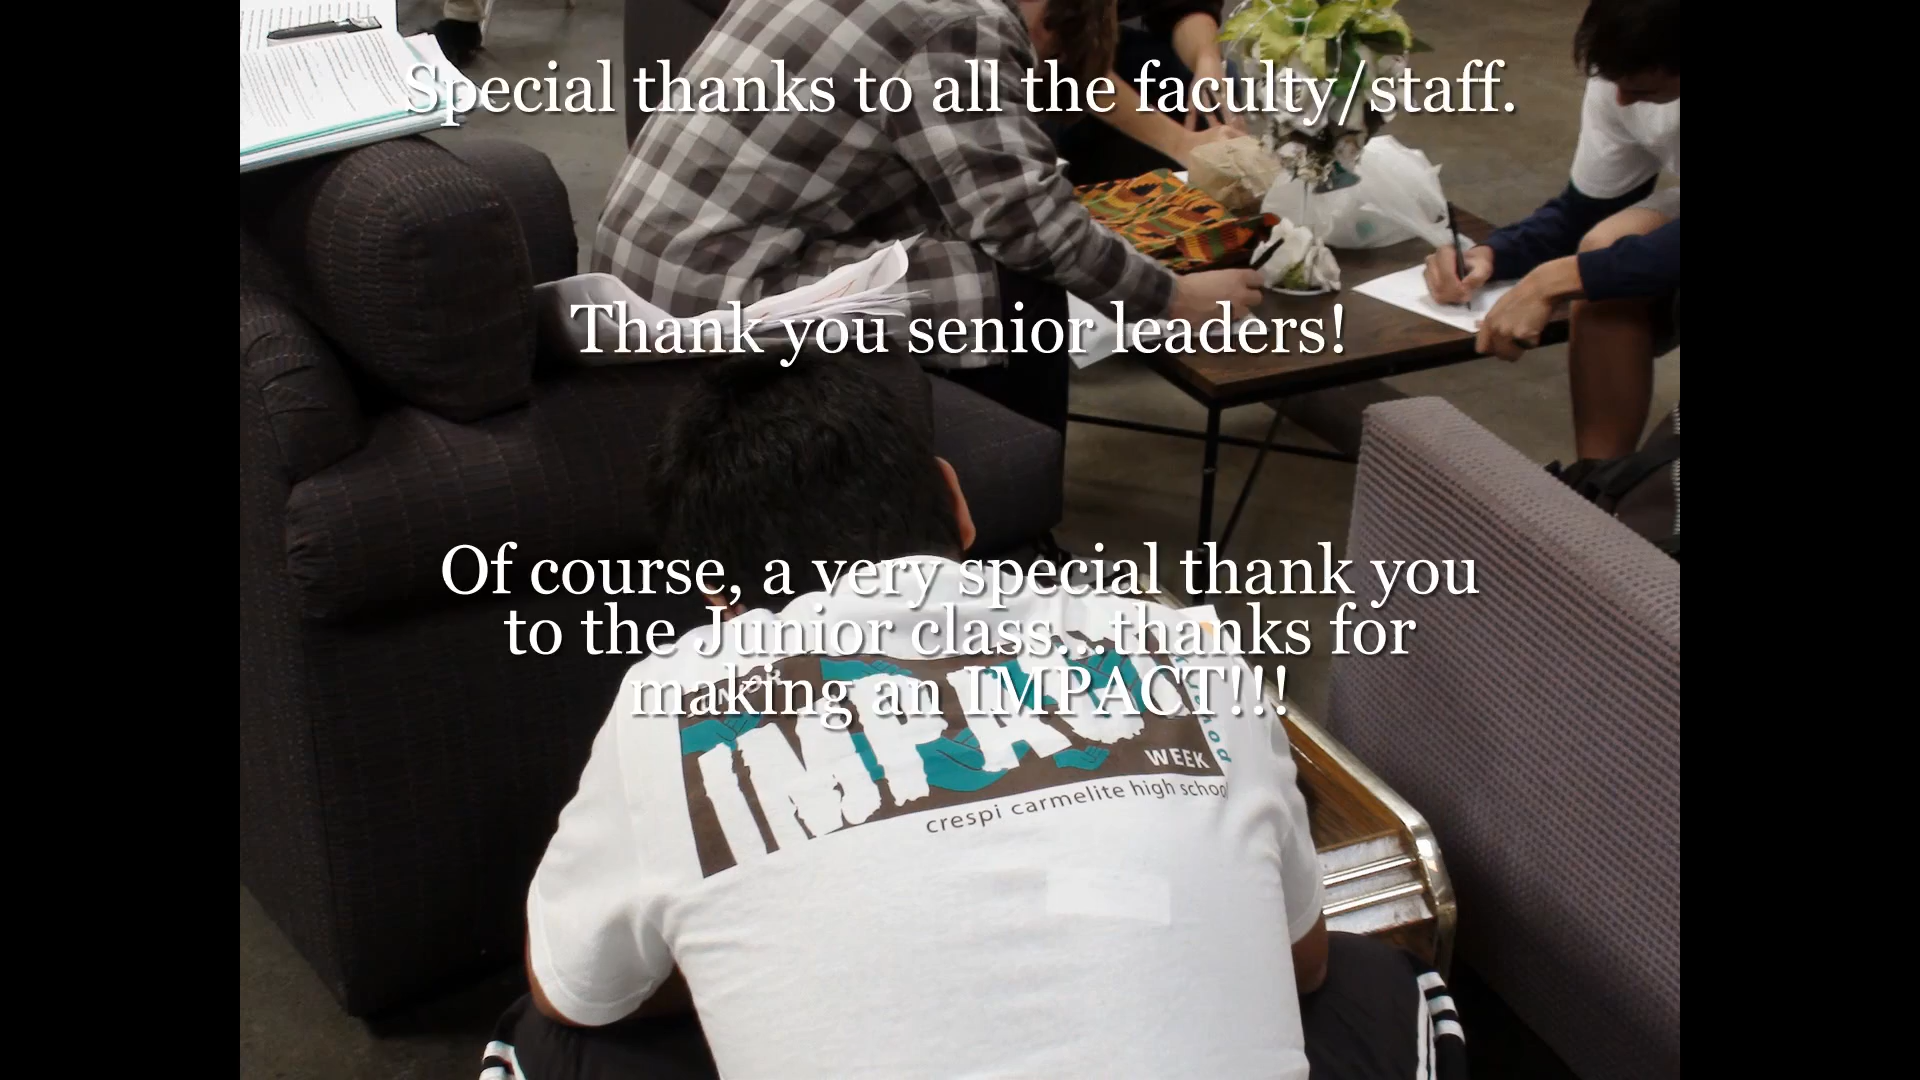 Special thanks to all the faculty/staff.
Thank you senior leaders!
Of course, a very special thank you
to the Junior class...thanks for
making an IMPACT!!!
IMPACT
WEEK
crespi carmelite high school